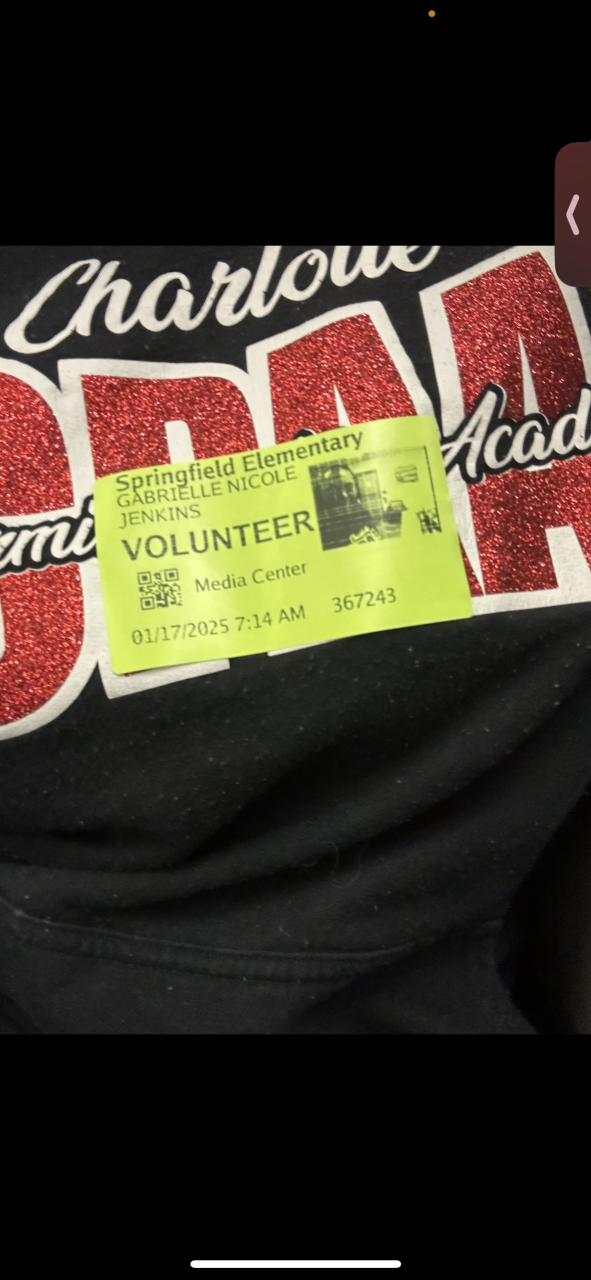 Charlotte
Acad
Springfield Elementary
GABRIELLE NICOLE
JENKINS
VOLUNTEER
Media Center
01/17/2025 7:14 AM 367243